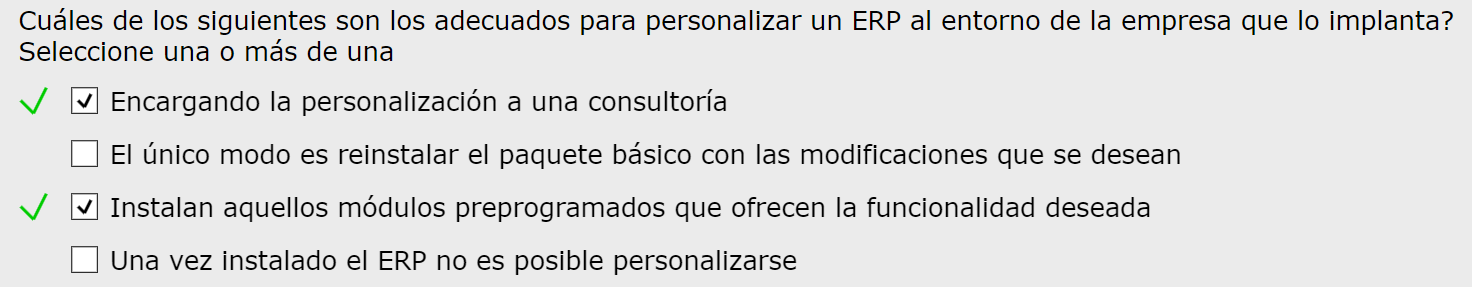 Cuáles de los siguientes son los adecuados para personalizar un ERP al entorno de la empresa que lo implanta?
Seleccione una o más de una
Encargando la personalización a una consultoría
El único modo es reinstalar el paquete básico con las modificaciones que se desean
Instalan aquellos módulos preprogramados que ofrecen la funcionalidad deseada
Una vez instalado el ERP no es posible personalizarse